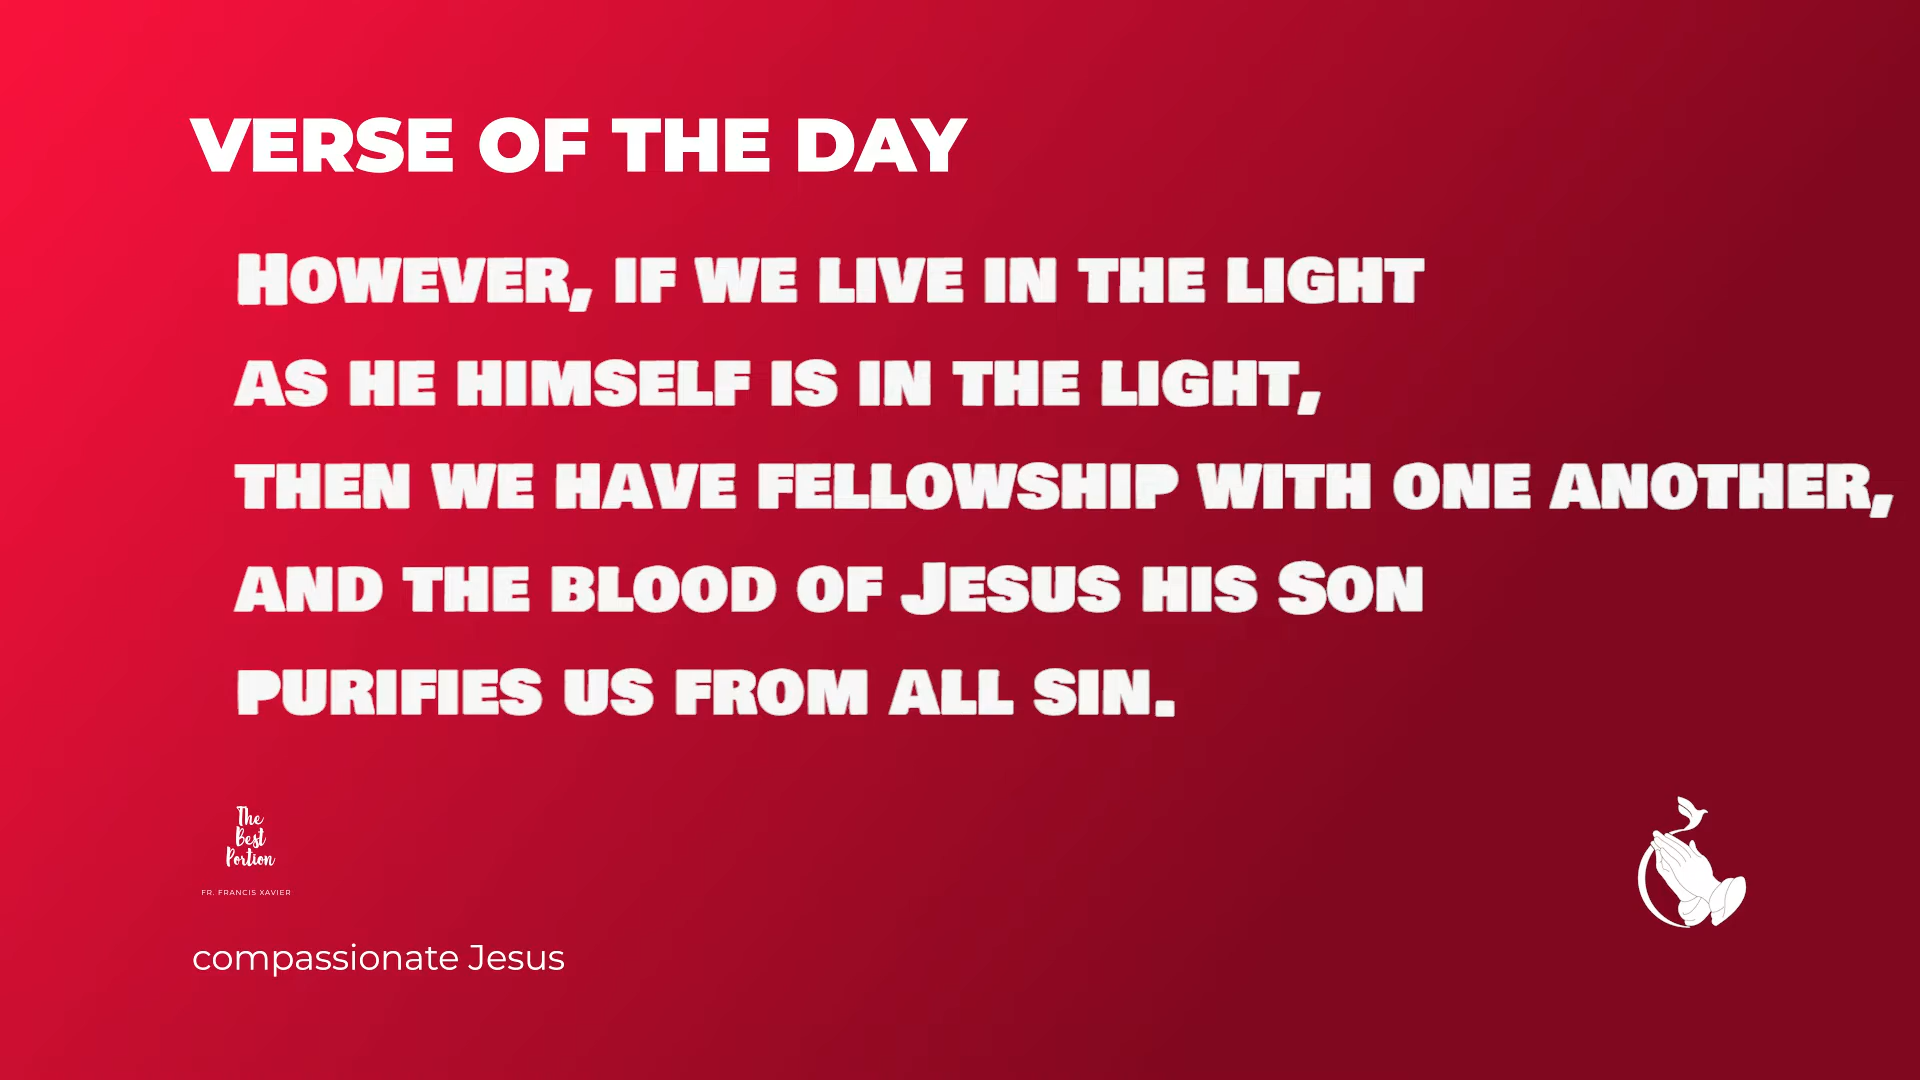 VERSE OF THE DAY
However, if we live in the light
as he himself is in the light,
then we have fellowship with one another,
and the blood of Jesus his Son
purifies us from all sin.
The
Best
Portion
FR. FRANCIS XAVIER
compassionate Jesus